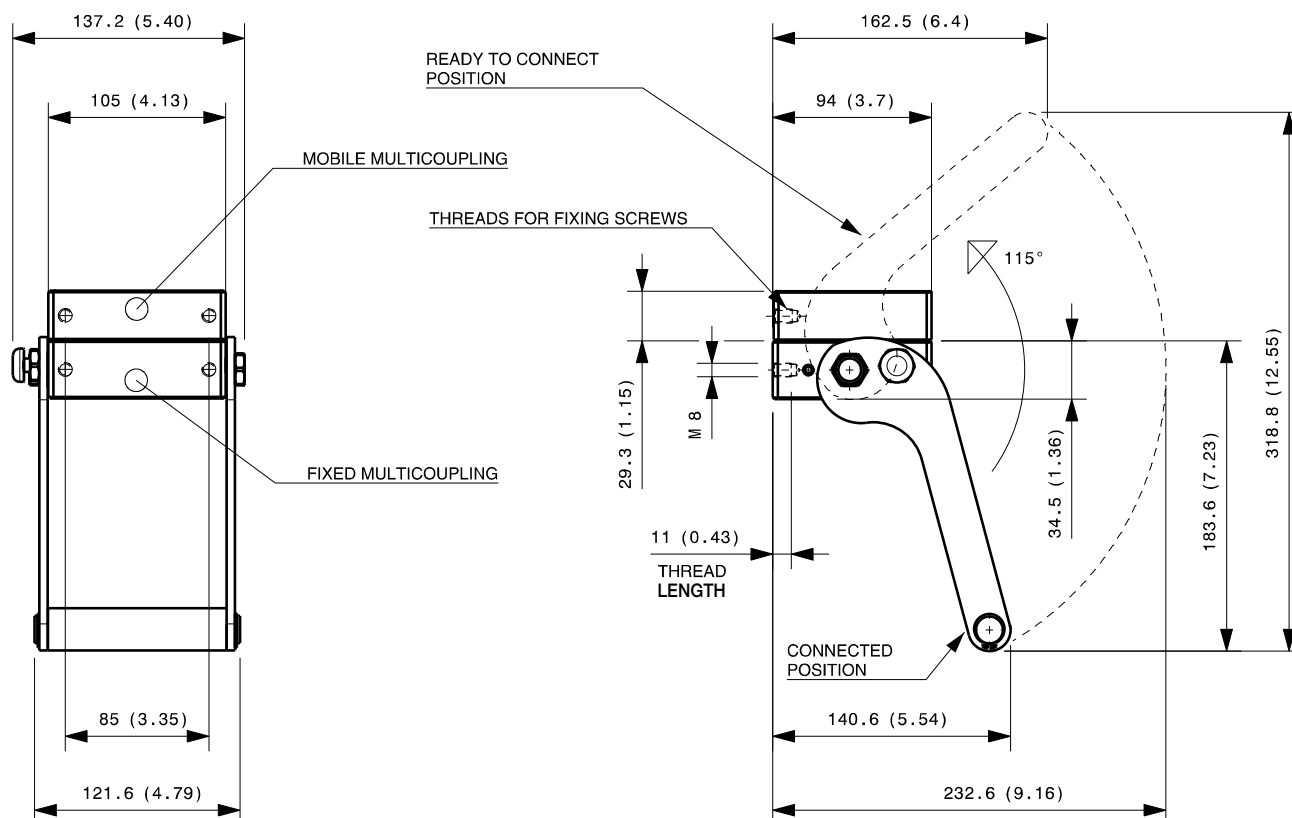 137.2 (5.40)
162.5 (6.4)
READY TO CONNECT
POSITION
105 (4.13)
94 (3.7)
MOBILE MULTICOUPLING
THREADS FOR FIXING SCREWS
115°
29.3 (1.15)
M 8
34.5 (1.36)
183.6 (7.23)
318.8 (12.55)
FIXED MULTICOUPLING
11 (0.43)
THREAD
LENGTH
CONNECTED
POSITION
85 (3.35)
140.6 (5.54)
121.6 (4.79)
232.6 (9.16)